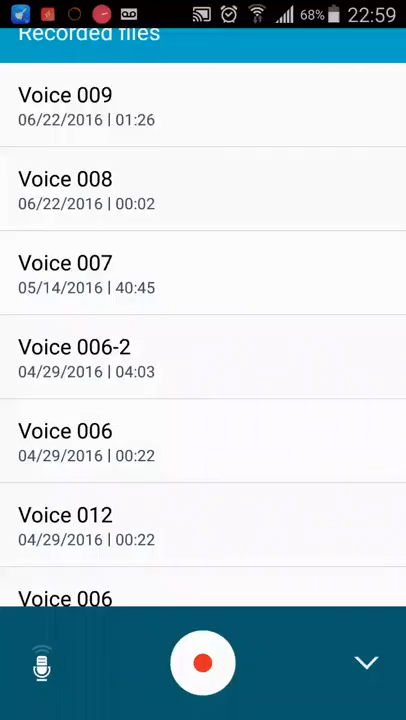 68% 22:59
Recorded files
Voice 009
06/22/2016 | 01:26
Voice 008
06/22/2016 | 00:02
Voice 007
05/14/2016 | 40:45
Voice 006-2
04/29/2016 | 04:03
Voice 006
04/29/2016 | 00:22
Voice 012
04/29/2016 | 00:22
Voice 006